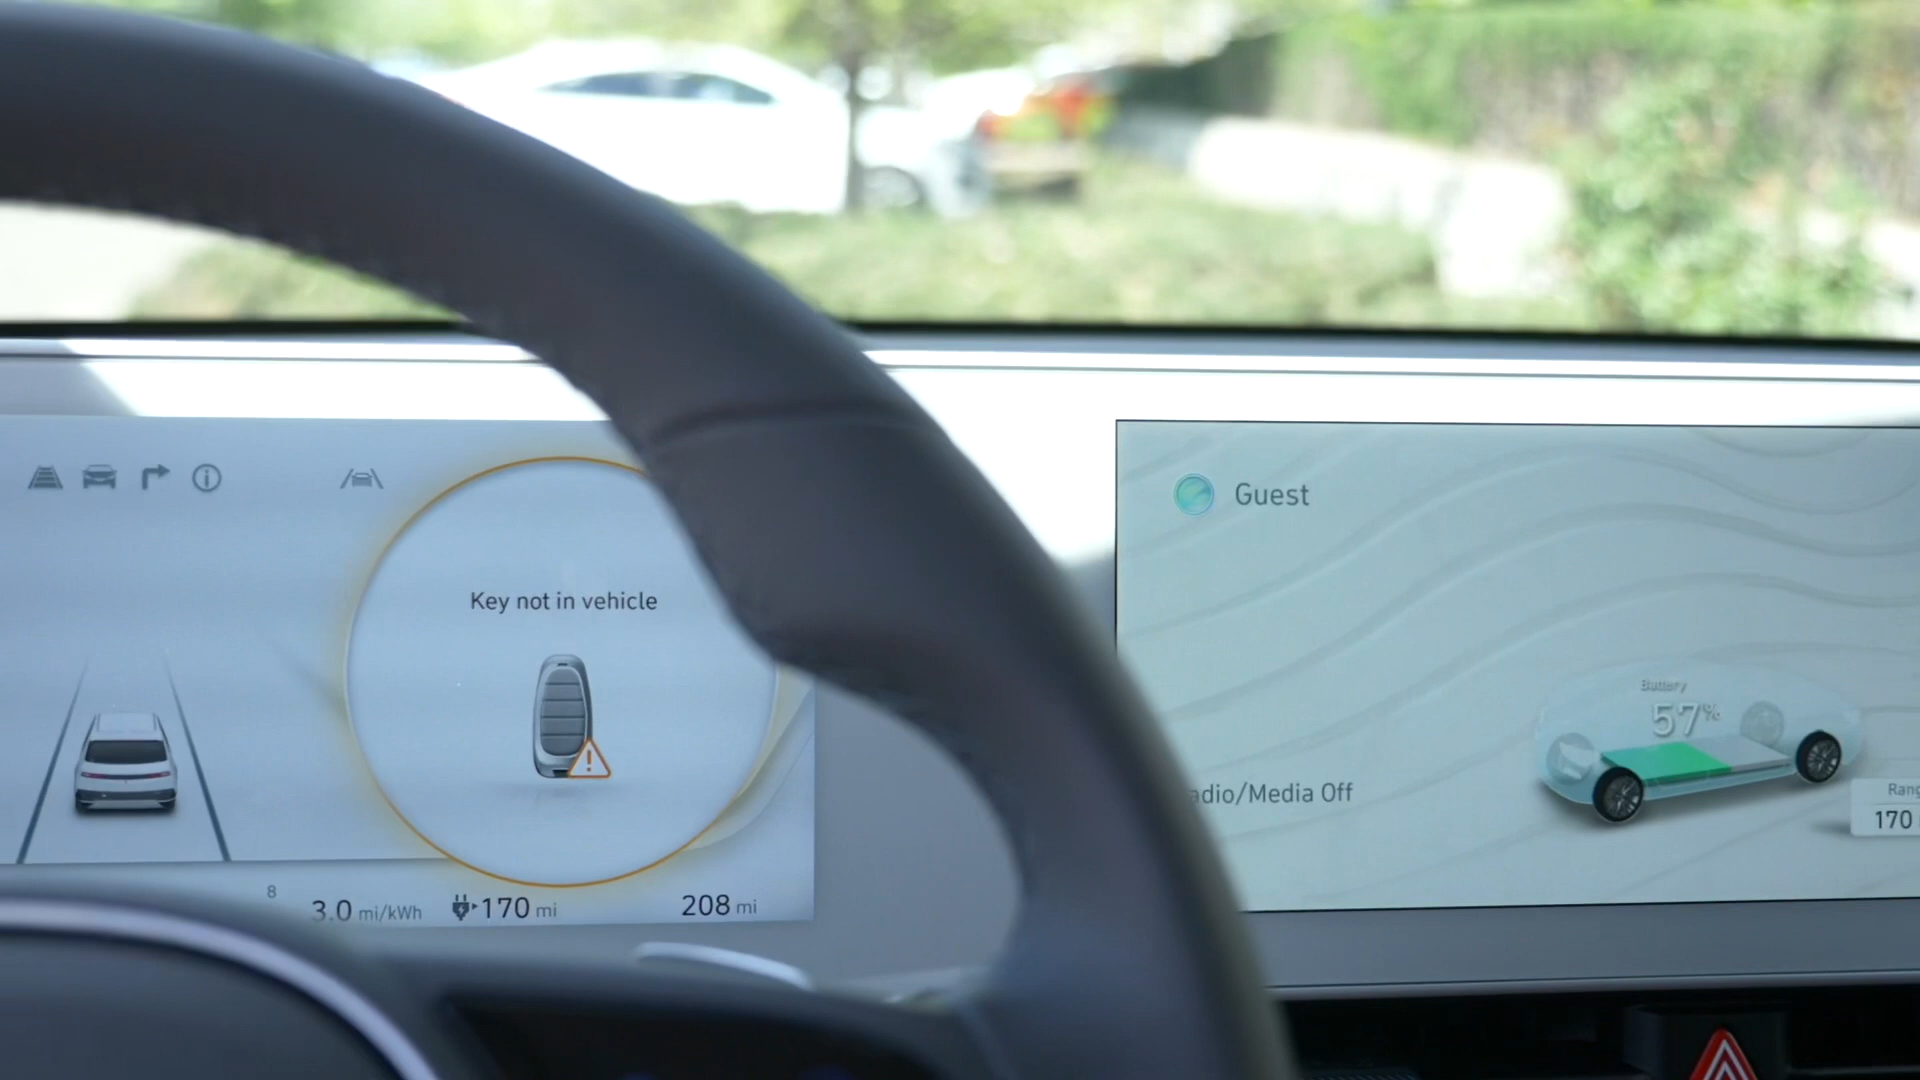 Key not in vehicle
8
3.0 mi/kWh
170 mi
208 mi
Guest
Battery
57%
adio/Media Off
Rang
170